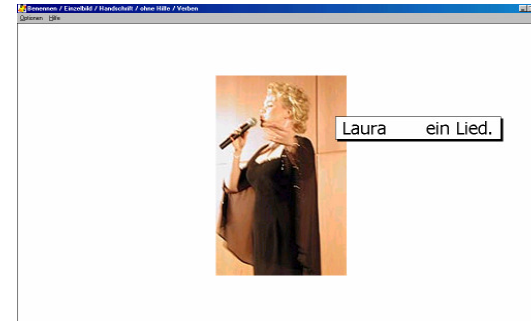 Benennen / Einzelbild / Handschrift / ohne Hilfe / Verben
Optionen Hilfe
Laura ein Lied.